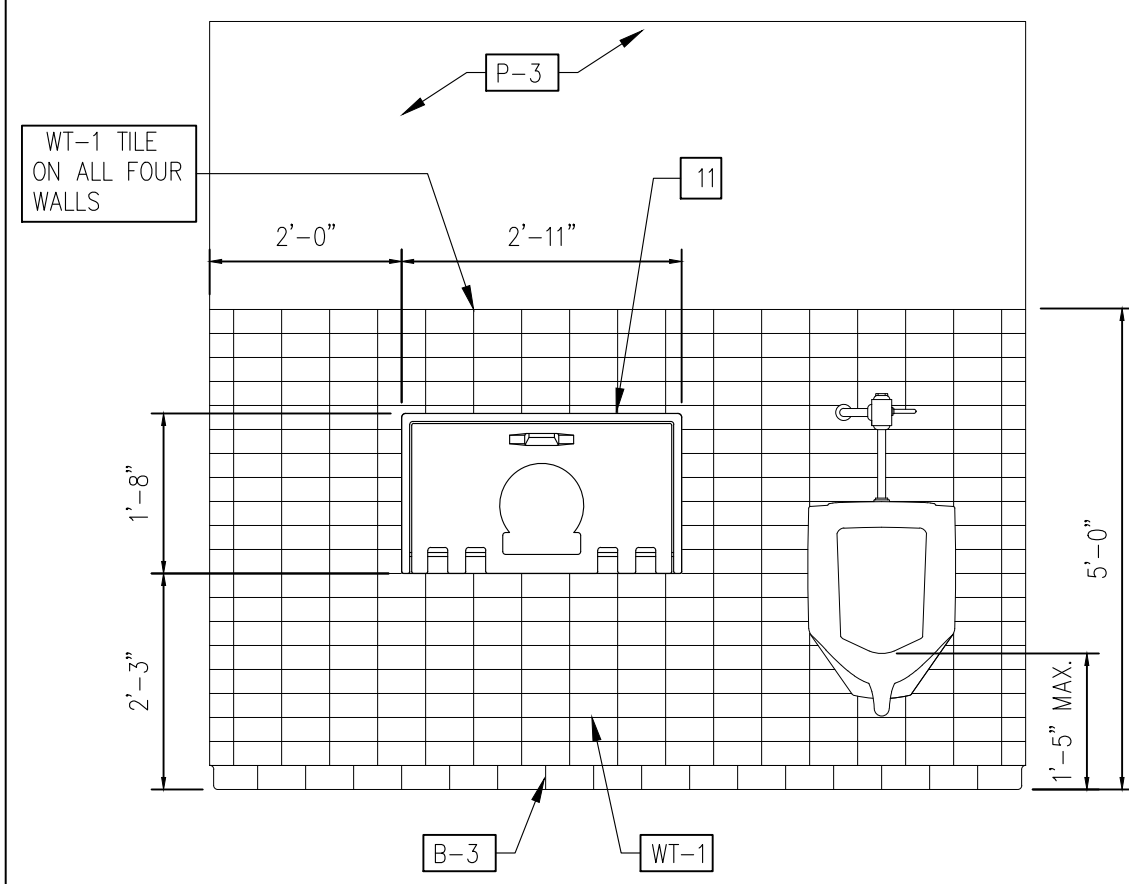 P-3
WT-1 TILE
ON ALL FOUR
WALLS
11
2'-0"
2'-11"
1'-8"
5'-0"
2'-3"
1'-5" MAX.
B-3
WT-1